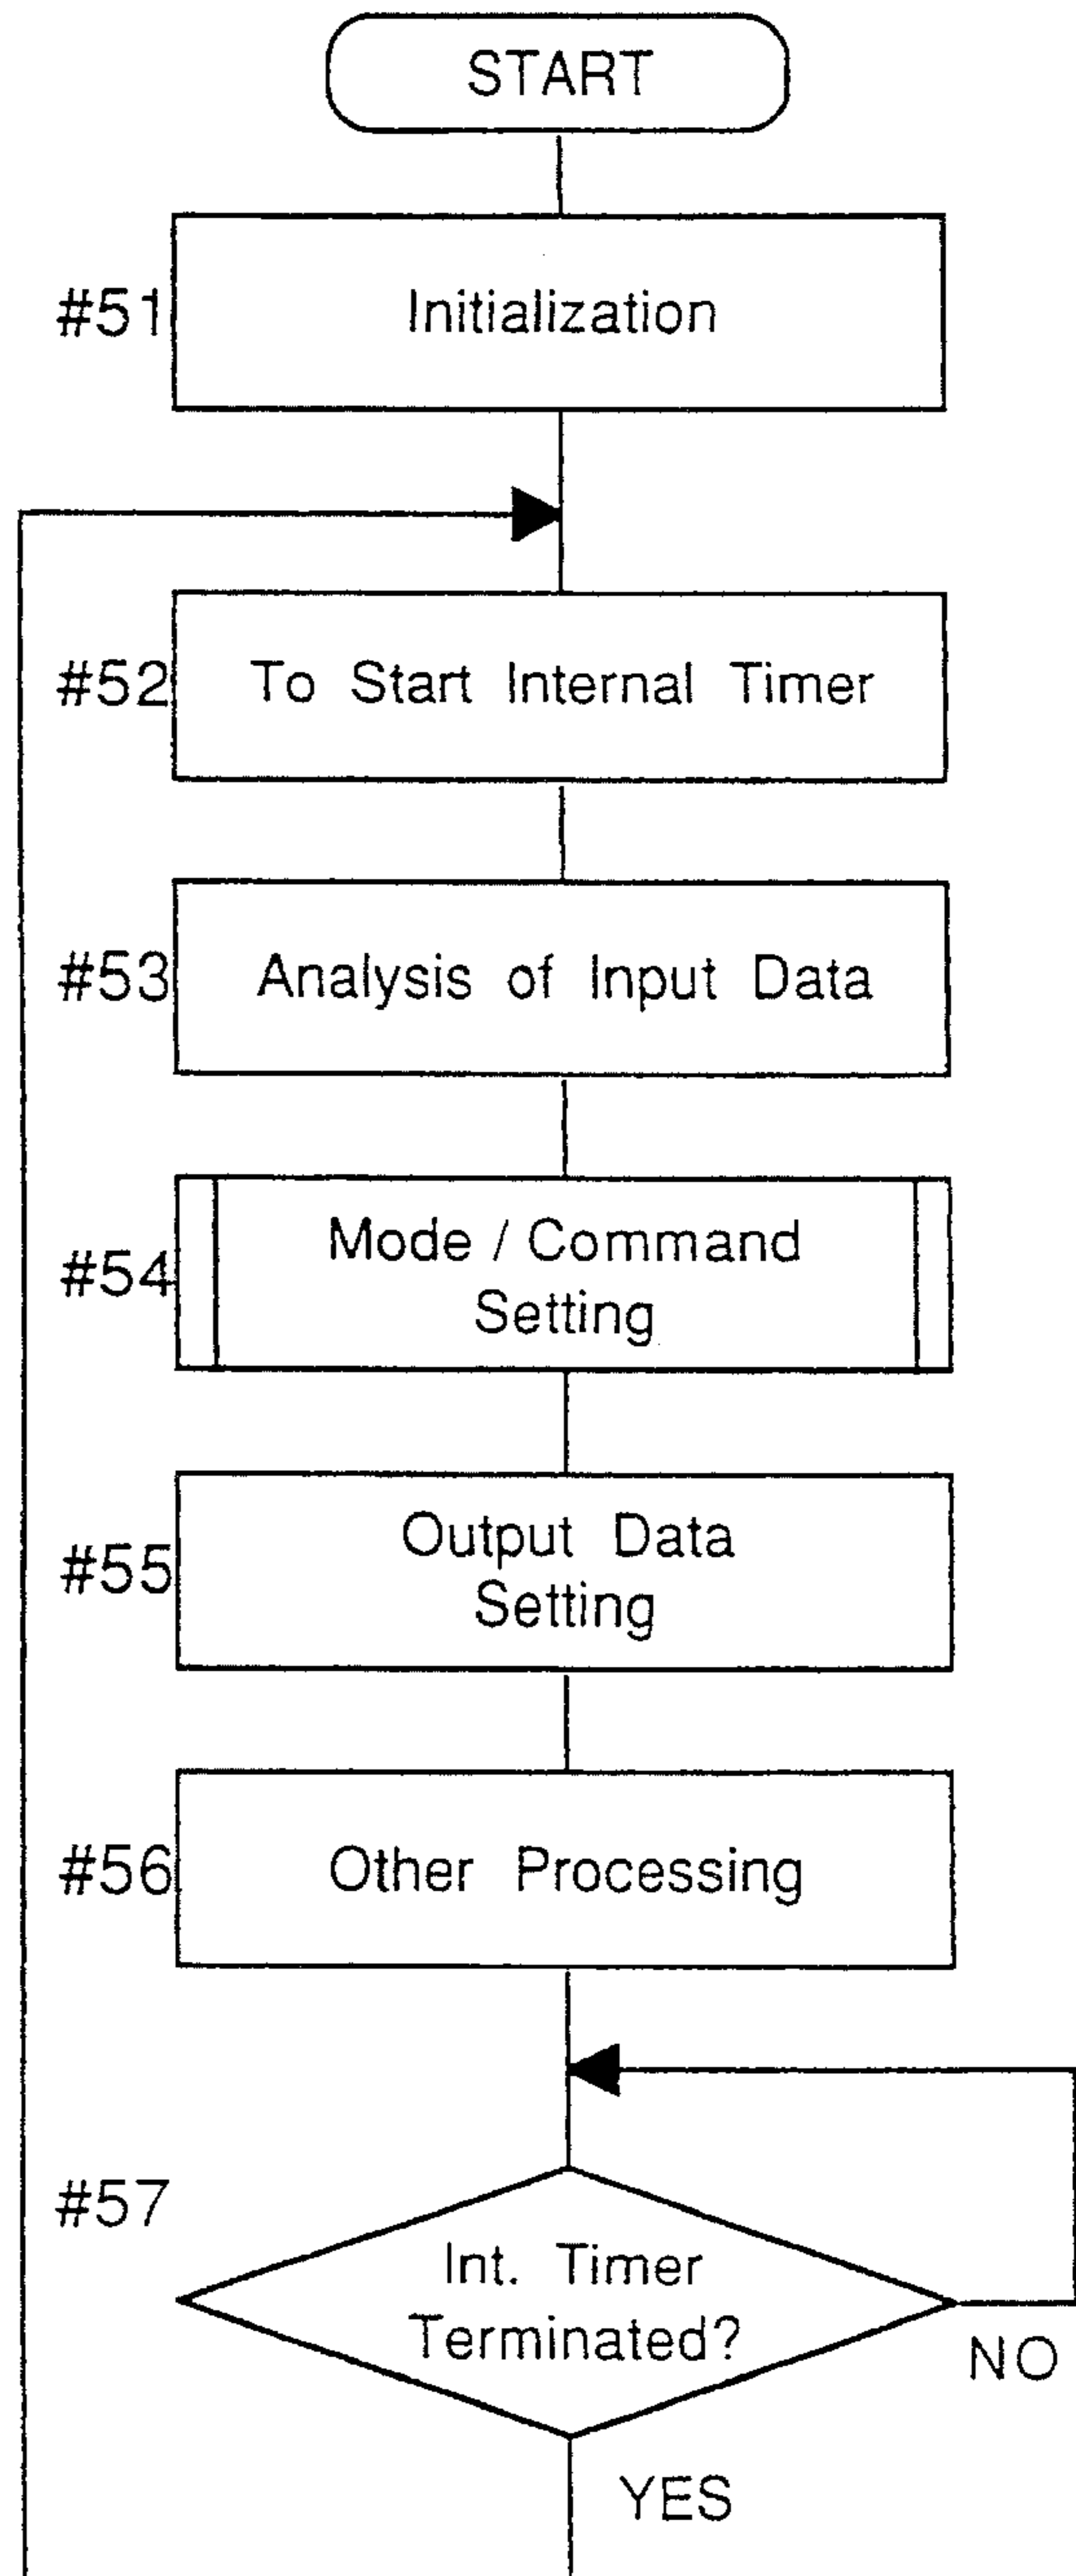 START
#51 Initialization
#52 To Start Internal Timer
#53 Analysis of Input Data
#54 Mode / Command
Setting
#55 Output Data
Setting
#56 Other Processing
#57
Int. Timer
Terminated?
NO
YES